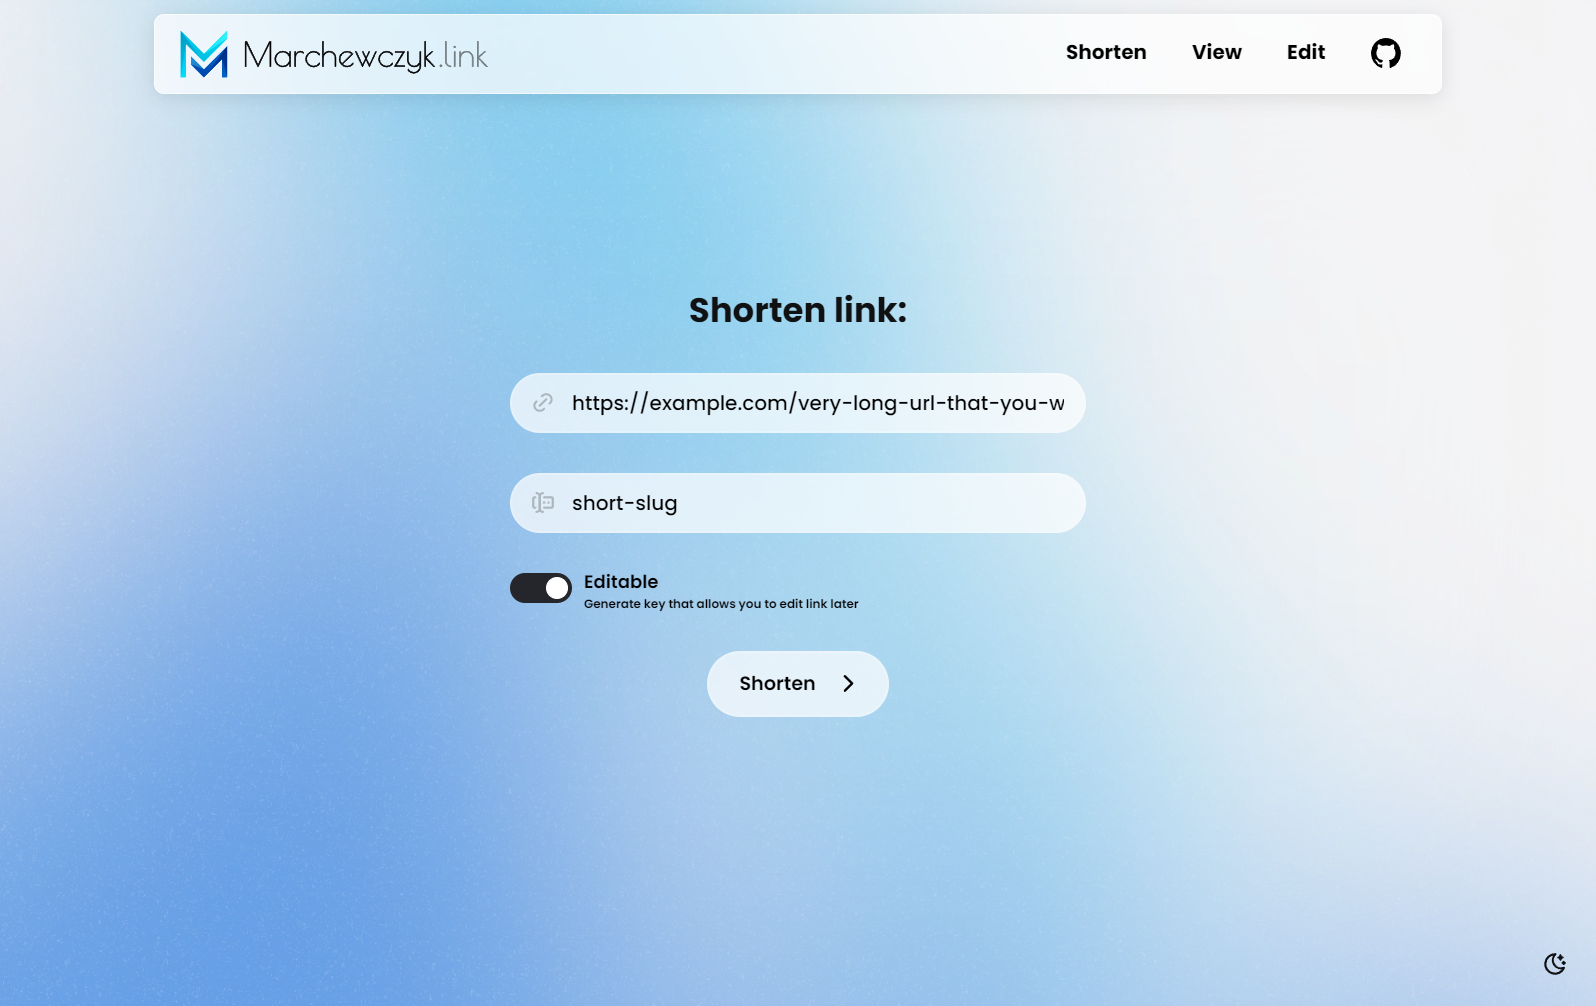 Marchewczyk.link
Shorten
View
Edit
Shorten link:
https://example.com/very-long-url-that-you-w
short-slug
Editable
Generate key that allows you to edit link later
Shorten